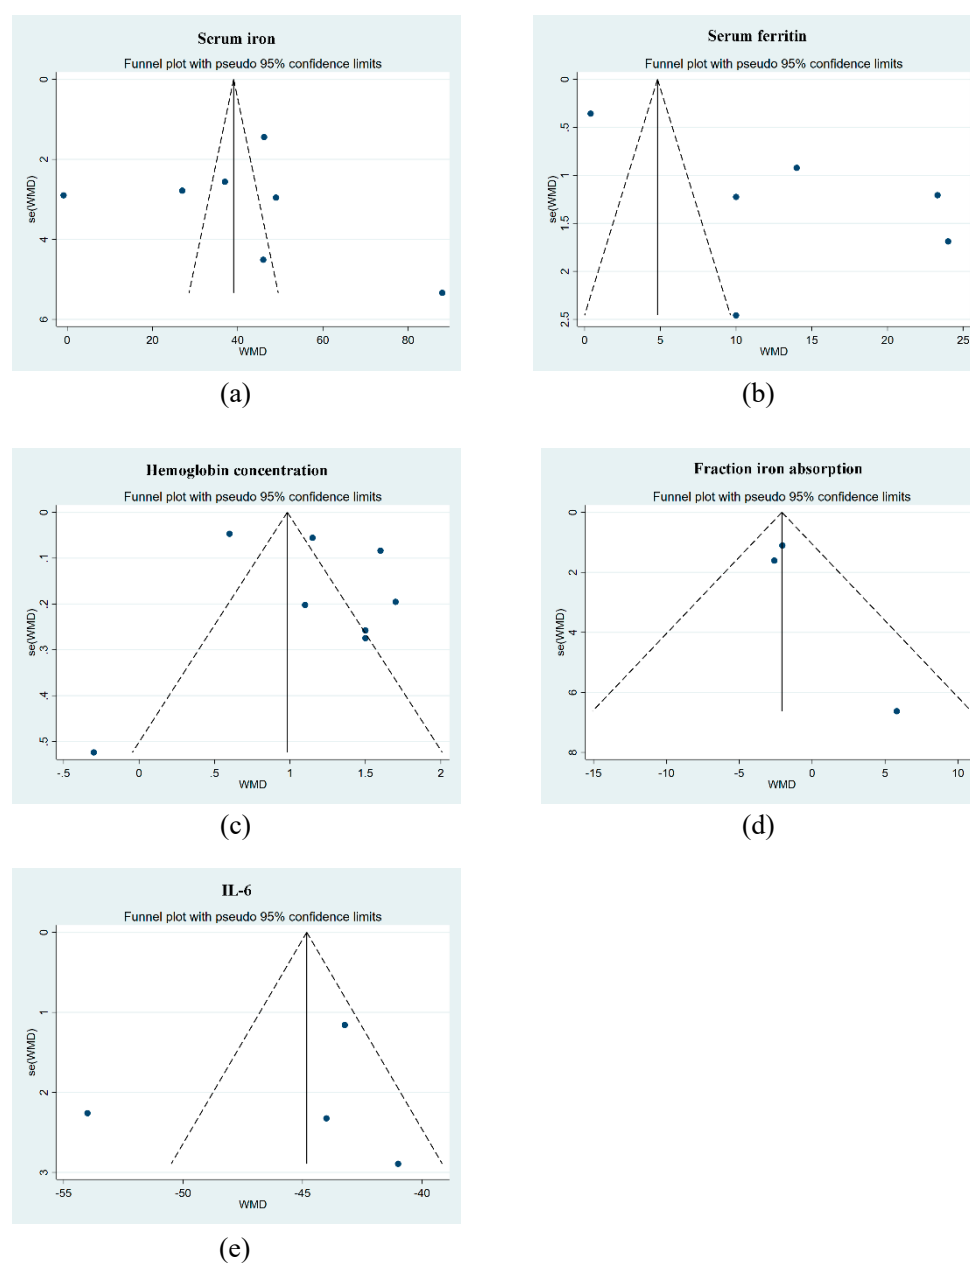 Serum iron
Funnel plot with pseudo 95% confidence limits
0
2
4
6
se(WMD)
0 20 40 60 80
WMD
(a)
Serum ferritin
Funnel plot with pseudo 95% confidence limits
0
.5
1
1.5
2
2.5
se(WMD)
0 5 10 15 20 25
WMD
(b)
Hemoglobin concentration
Funnel plot with pseudo 95% confidence limits
0
.1
.2
.3
.4
.5
se(WMD)
-.5 0 .5 1 1.5 2
WMD
(c)
Fraction iron absorption
Funnel plot with pseudo 95% confidence limits
0
2
4
6
8
se(WMD)
-15 -10 -5 0 5 10
WMD
(d)
IL-6
Funnel plot with pseudo 95% confidence limits
0
1
2
3
se(WMD)
-55 -50 -45 -40
WMD
(e)